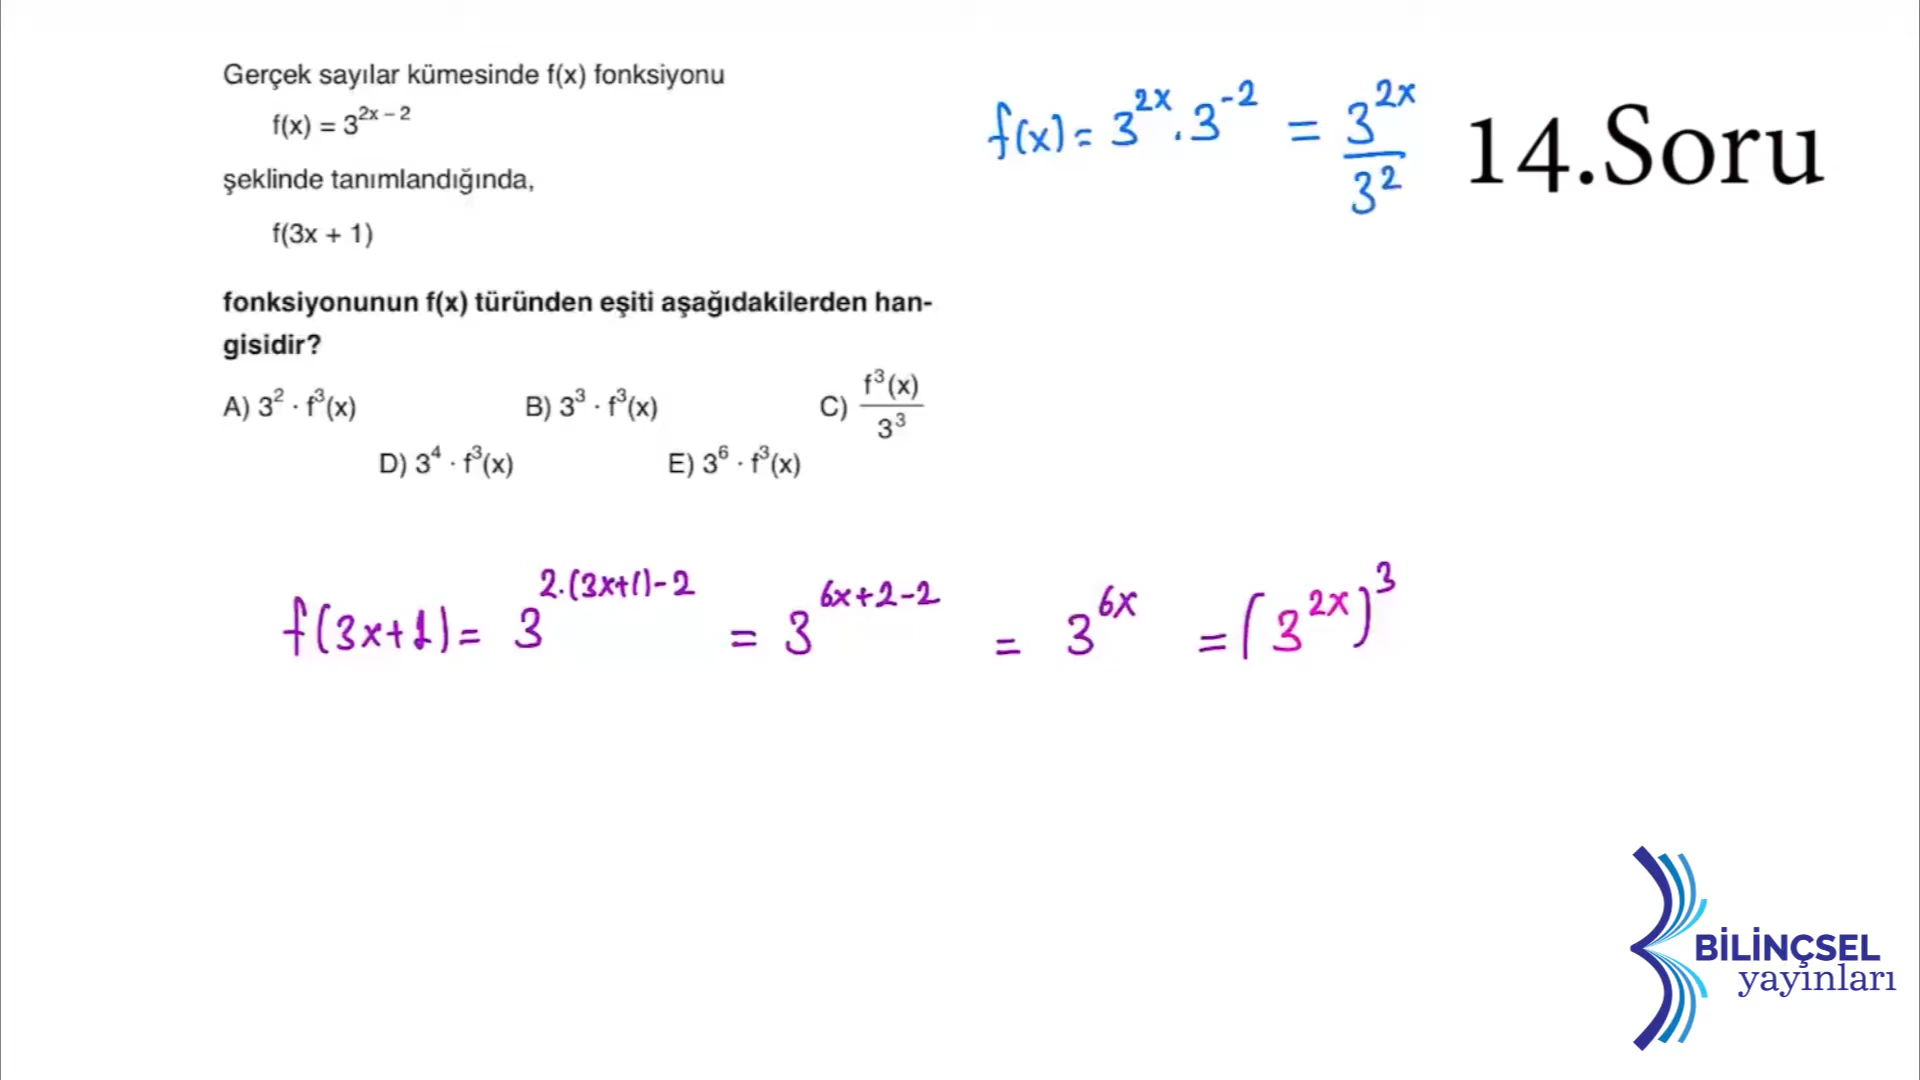 Gerçek sayılar kümesinde f(x) fonksiyonu
f(x) = 3^{2x – 2}
şeklinde tanımlandığında,
f(3x + 1)
fonksiyonunun f(x) türünden eşiti aşağıdakilerden han-
gisidir?
A) 3² · f³(x) B) 3³ · f³(x) C) f³(x) / 3³
D) 3⁴ · f³(x) E) 3⁶ · f³(x)
f(x) = 3^{2x} . 3^{-2} = 3^{2x} / 3^2
14.Soru
f(3x+1) = 3^{2.(3x+1)-2} = 3^{6x+2-2} = 3^{6x} = (3^{2x})^3
BİLİNÇSEL
yayınları